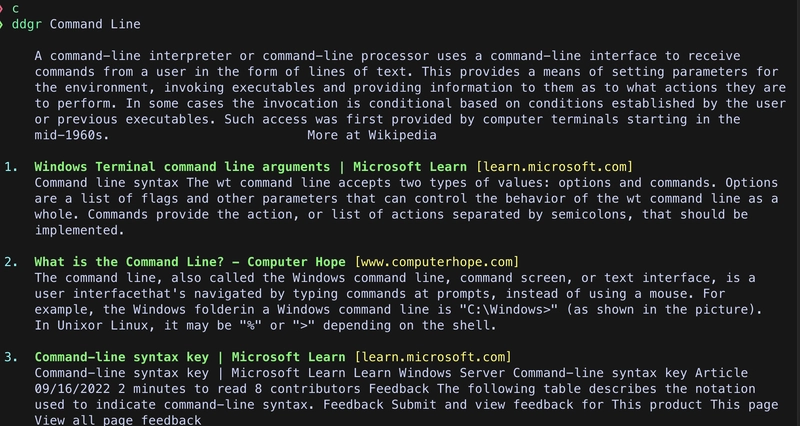 ❯ c
❯ ddgr Command Line
A command-line interpreter or command-line processor uses a command-line interface to receive
commands from a user in the form of lines of text. This provides a means of setting parameters for
the environment, invoking executables and providing information to them as to what actions they are
to perform. In some cases the invocation is conditional based on conditions established by the user
or previous executables. Such access was first provided by computer terminals starting in the
mid-1960s. More at Wikipedia
1. Windows Terminal command line arguments | Microsoft Learn [learn.microsoft.com]
Command line syntax The wt command line accepts two types of values: options and commands. Options
are a list of flags and other parameters that can control the behavior of the wt command line as a
whole. Commands provide the action, or list of actions separated by semicolons, that should be
implemented.
2. What is the Command Line? - Computer Hope [www.computerhope.com]
The command line, also called the Windows command line, command screen, or text interface, is a
user interfacethat's navigated by typing commands at prompts, instead of using a mouse. For
example, the Windows folderin a Windows command line is "C:\Windows>" (as shown in the picture).
In Unixor Linux, it may be "%" or ">" depending on the shell.
3. Command-line syntax key | Microsoft Learn [learn.microsoft.com]
Command-line syntax key | Microsoft Learn Learn Windows Server Command-line syntax key Article
09/16/2022 2 minutes to read 8 contributors Feedback The following table describes the notation
used to indicate command-line syntax. Feedback Submit and view feedback for This product This page
View all page feedback